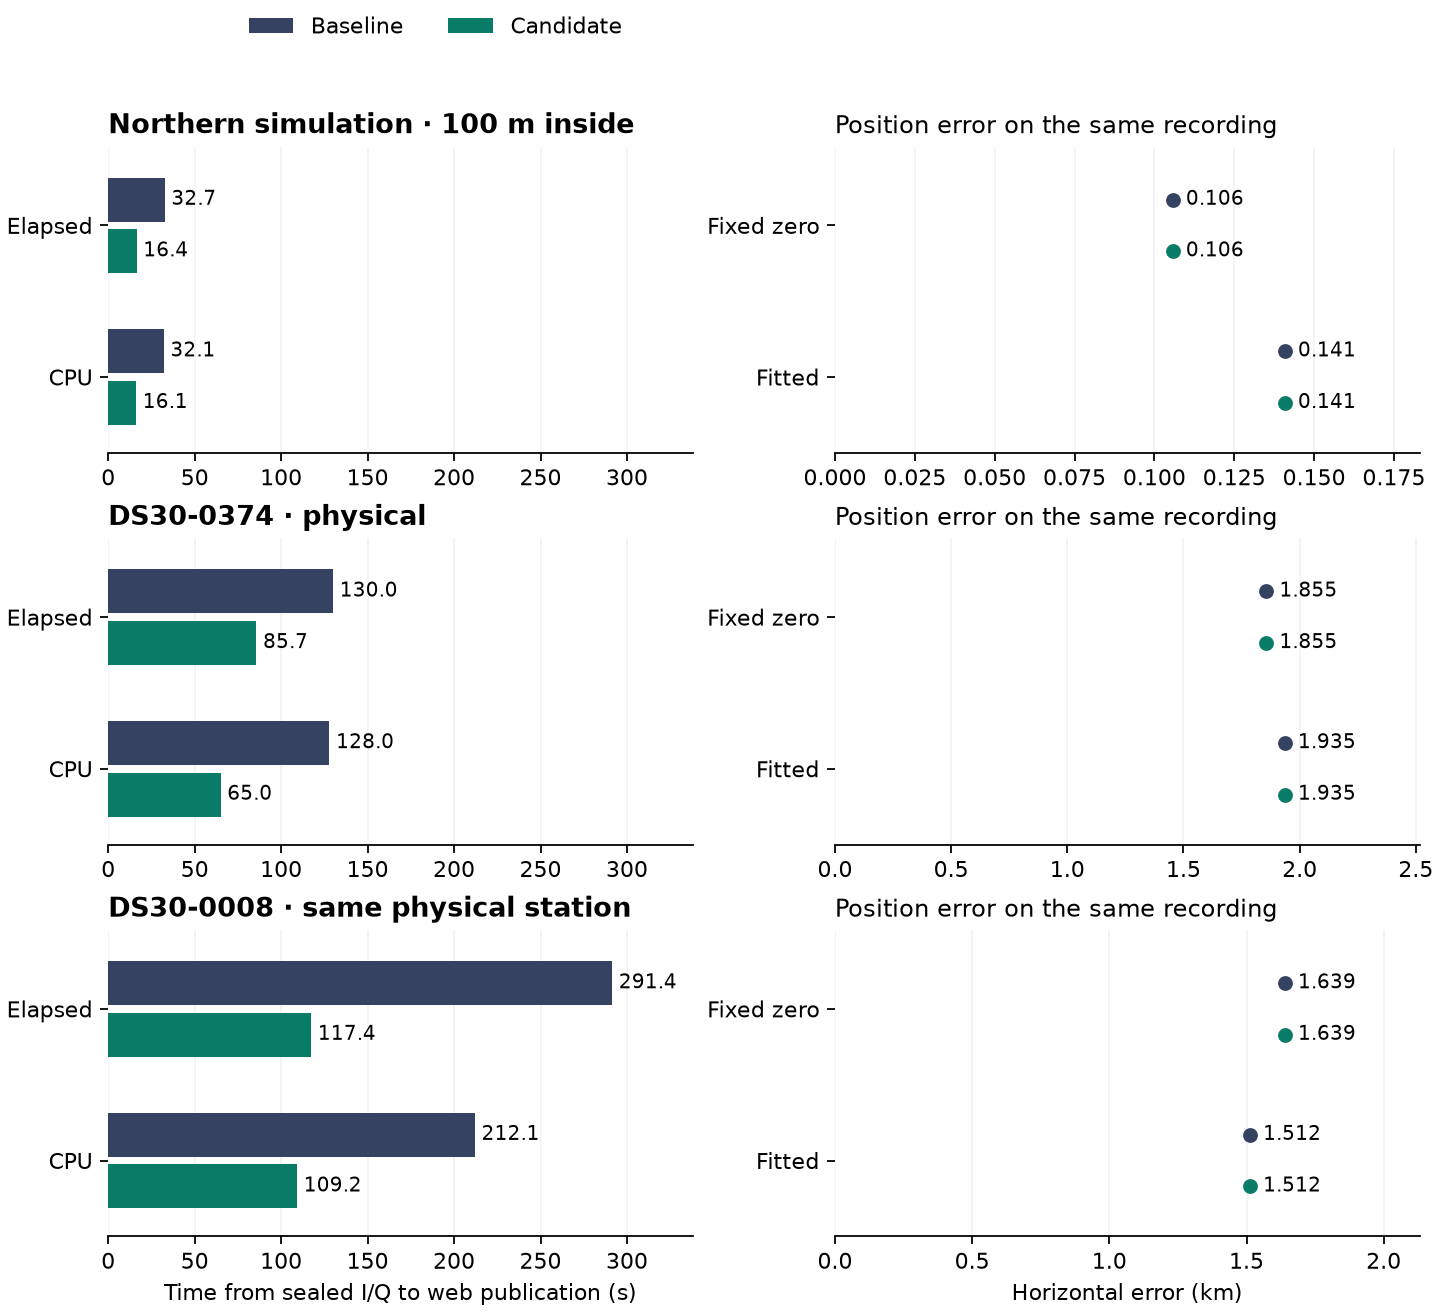 Baseline Candidate
Northern simulation · 100 m inside
Elapsed
32.7
16.4
CPU
32.1
16.1
0 50 100 150 200 250 300
Position error on the same recording
Fixed zero
0.106
0.106
Fitted
0.141
0.141
0.000 0.025 0.050 0.075 0.100 0.125 0.150 0.175
DS30-0374 · physical
Elapsed
130.0
85.7
CPU
128.0
65.0
0 50 100 150 200 250 300
Position error on the same recording
Fixed zero
1.855
1.855
Fitted
1.935
1.935
0.0 0.5 1.0 1.5 2.0 2.5
DS30-0008 · same physical station
Elapsed
291.4
117.4
CPU
212.1
109.2
0 50 100 150 200 250 300
Time from sealed I/Q to web publication (s)
Position error on the same recording
Fixed zero
1.639
1.639
Fitted
1.512
1.512
0.0 0.5 1.0 1.5 2.0
Horizontal error (km)